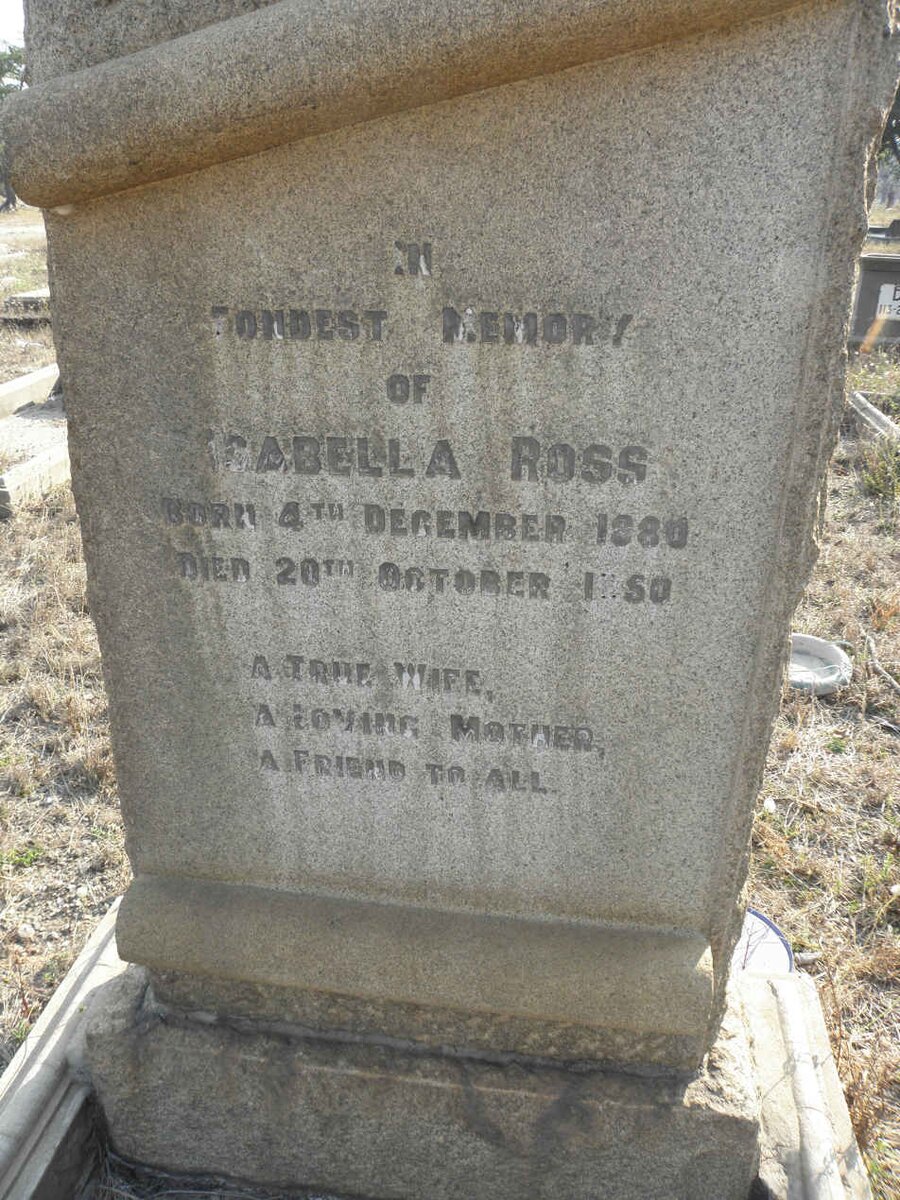 IN
FONDEST MEMORY
OF
ISABELLA ROSS
BORN 4TH DECEMBER 1880
DIED 20TH OCTOBER
A TRUE WIFE,
A LOVING MOTHER,
A FRIEND TO ALL.